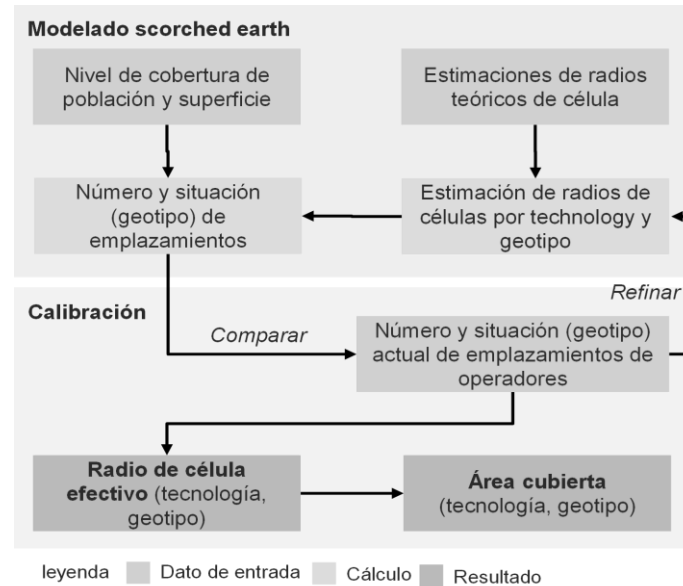 Modelado scorched earth
Nivel de cobertura de
población y superficie
Estimaciones de radios
teóricos de célula
Número y situación
(geotipo) de
emplazamientos
Estimación de radios de
células por technology y
geotipo
Refinar
Calibración
Comparar
Número y situación (geotipo)
actual de emplazamientos de
operadores
Radio de célula
efectivo (tecnología,
geotipo)
Área cubierta
(tecnología, geotipo)
leyenda Dato de entrada Cálculo Resultado